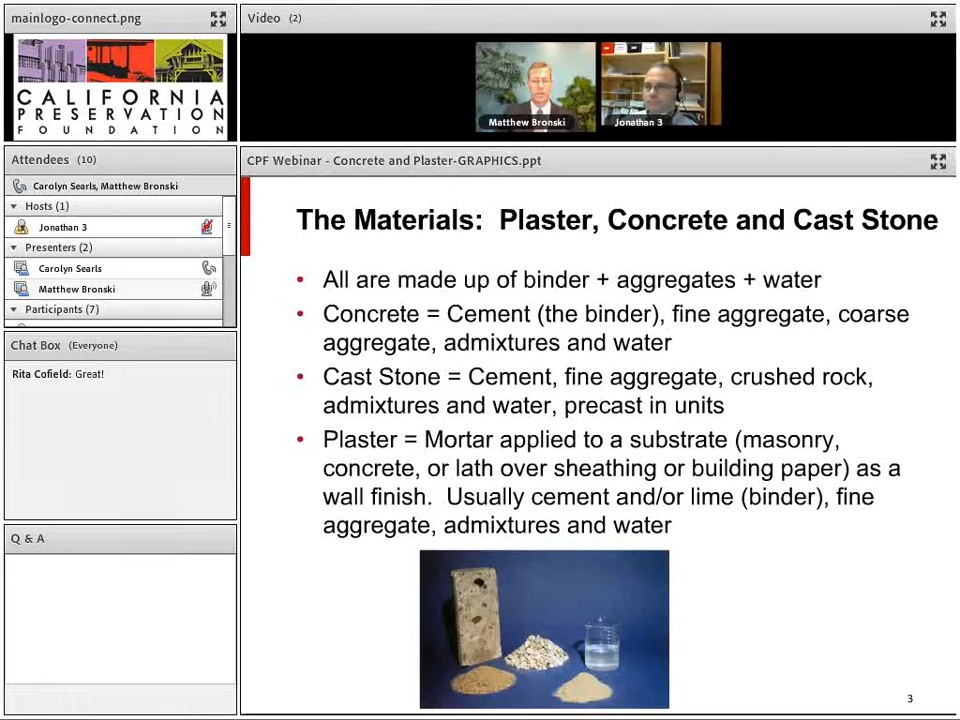 mainlogo-connect.png
CALIFORNIA
PRESERVATION
FOUNDATION
Video (2)
Matthew Bronski
Jonathan 3
Attendees (10)
Carolyn Searls, Matthew Bronski
Hosts (1)
Jonathan 3
Presenters (2)
Carolyn Searls
Matthew Bronski
Participants (7)
Chat Box (Everyone)
Rita Cofield: Great!
Q & A
CPF Webinar - Concrete and Plaster-GRAPHICS.ppt
The Materials: Plaster, Concrete and Cast Stone
• All are made up of binder + aggregates + water
• Concrete = Cement (the binder), fine aggregate, coarse
aggregate, admixtures and water
• Cast Stone = Cement, fine aggregate, crushed rock,
admixtures and water, precast in units
• Plaster = Mortar applied to a substrate (masonry,
concrete, or lath over sheathing or building paper) as a
wall finish. Usually cement and/or lime (binder), fine
aggregate, admixtures and water
3